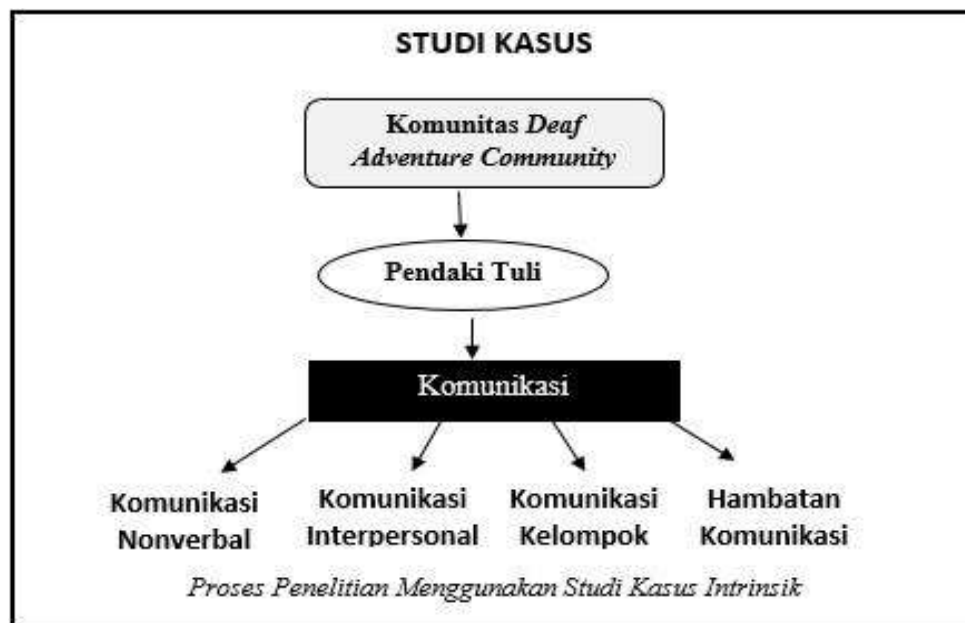 STUDI KASUS
Komunitas Deaf
Adventure Community
Pendaki Tuli
Komunikasi
Komunikasi
Nonverbal
Komunikasi
Interpersonal
Komunikasi
Kelompok
Hambatan
Komunikasi
Proses Penelitian Menggunakan Studi Kasus Intrinsik